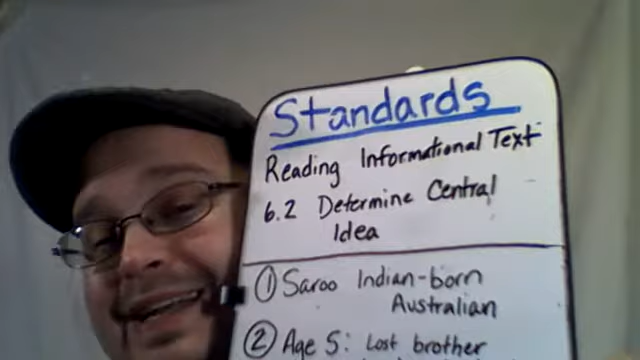 Standards
Reading Informational Text
6.2 Determine Central
Idea
① Saroo Indian-born
Australian
② Age 5: Lost brother